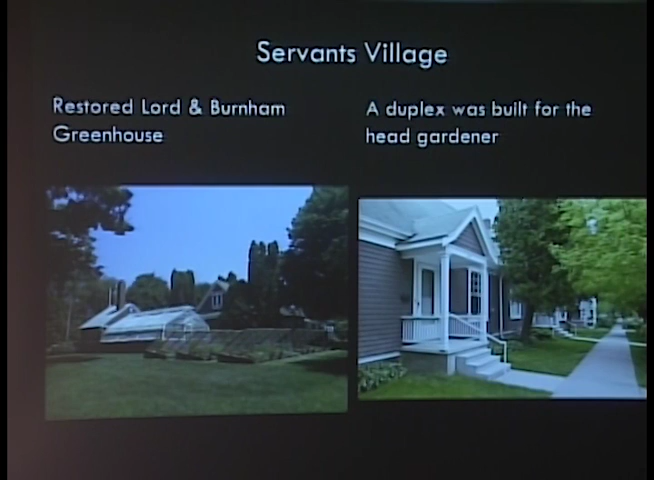 Servants Village
Restored Lord & Burnham
Greenhouse
A duplex was built for the
head gardener